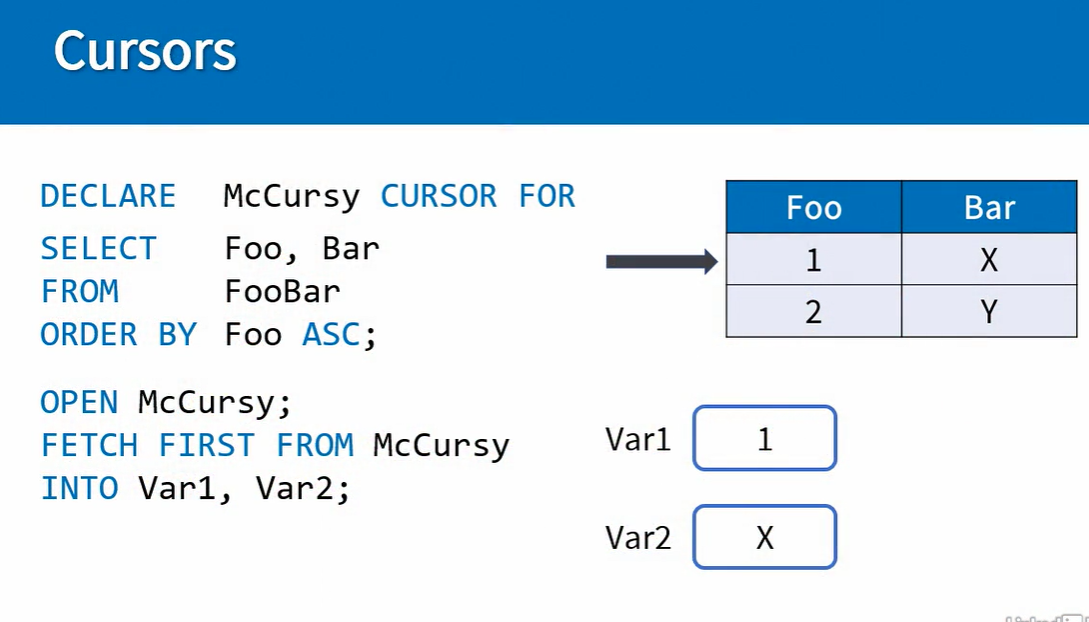 Cursors
DECLARE McCursy CURSOR FOR
SELECT Foo, Bar
FROM FooBar
ORDER BY Foo ASC;
OPEN McCursy;
FETCH FIRST FROM McCursy
INTO Var1, Var2;
Foo Bar
1 X
2 Y
Var1 1
Var2 X